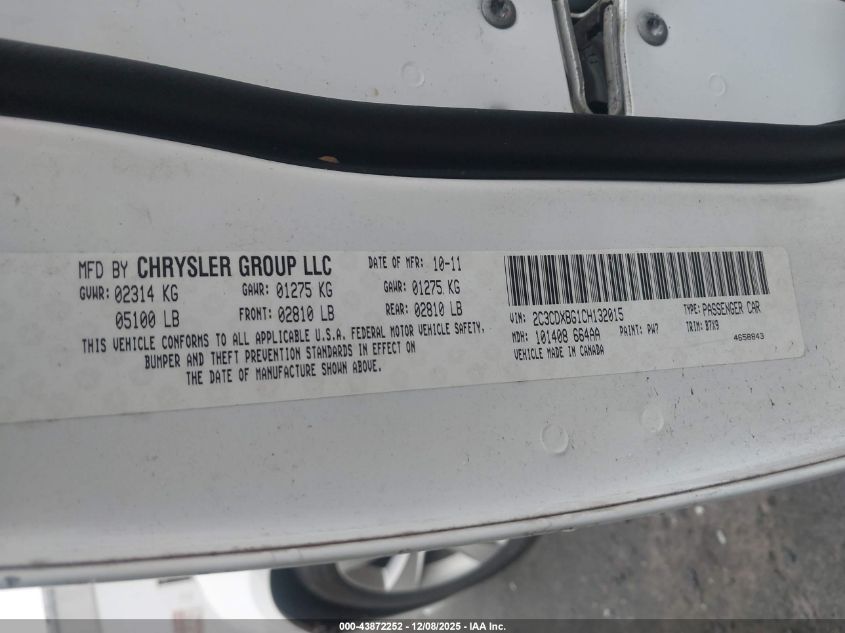 MFD BY CHRYSLER GROUP LLC DATE OF MFR: 10-11
GVWR: 02314 KG GAWR: 01275 KG GAWR: 01275 KG
05100 LB FRONT: 02810 LB REAR: 02810 LB
THIS VEHICLE CONFORMS TO ALL APPLICABLE U.S.A. FEDERAL MOTOR VEHICLE SAFETY,
BUMPER AND THEFT PREVENTION STANDARDS IN EFFECT ON
THE DATE OF MANUFACTURE SHOWN ABOVE.
VIN: 2C3CDXBG1CH132015 TYPE: PASSENGER CAR
MDH: 101408 664AA PAINT: PW7 TRIM: B7X9
VEHICLE MADE IN CANADA 4658843
000-43872252 - 12/08/2025 - IAA Inc.